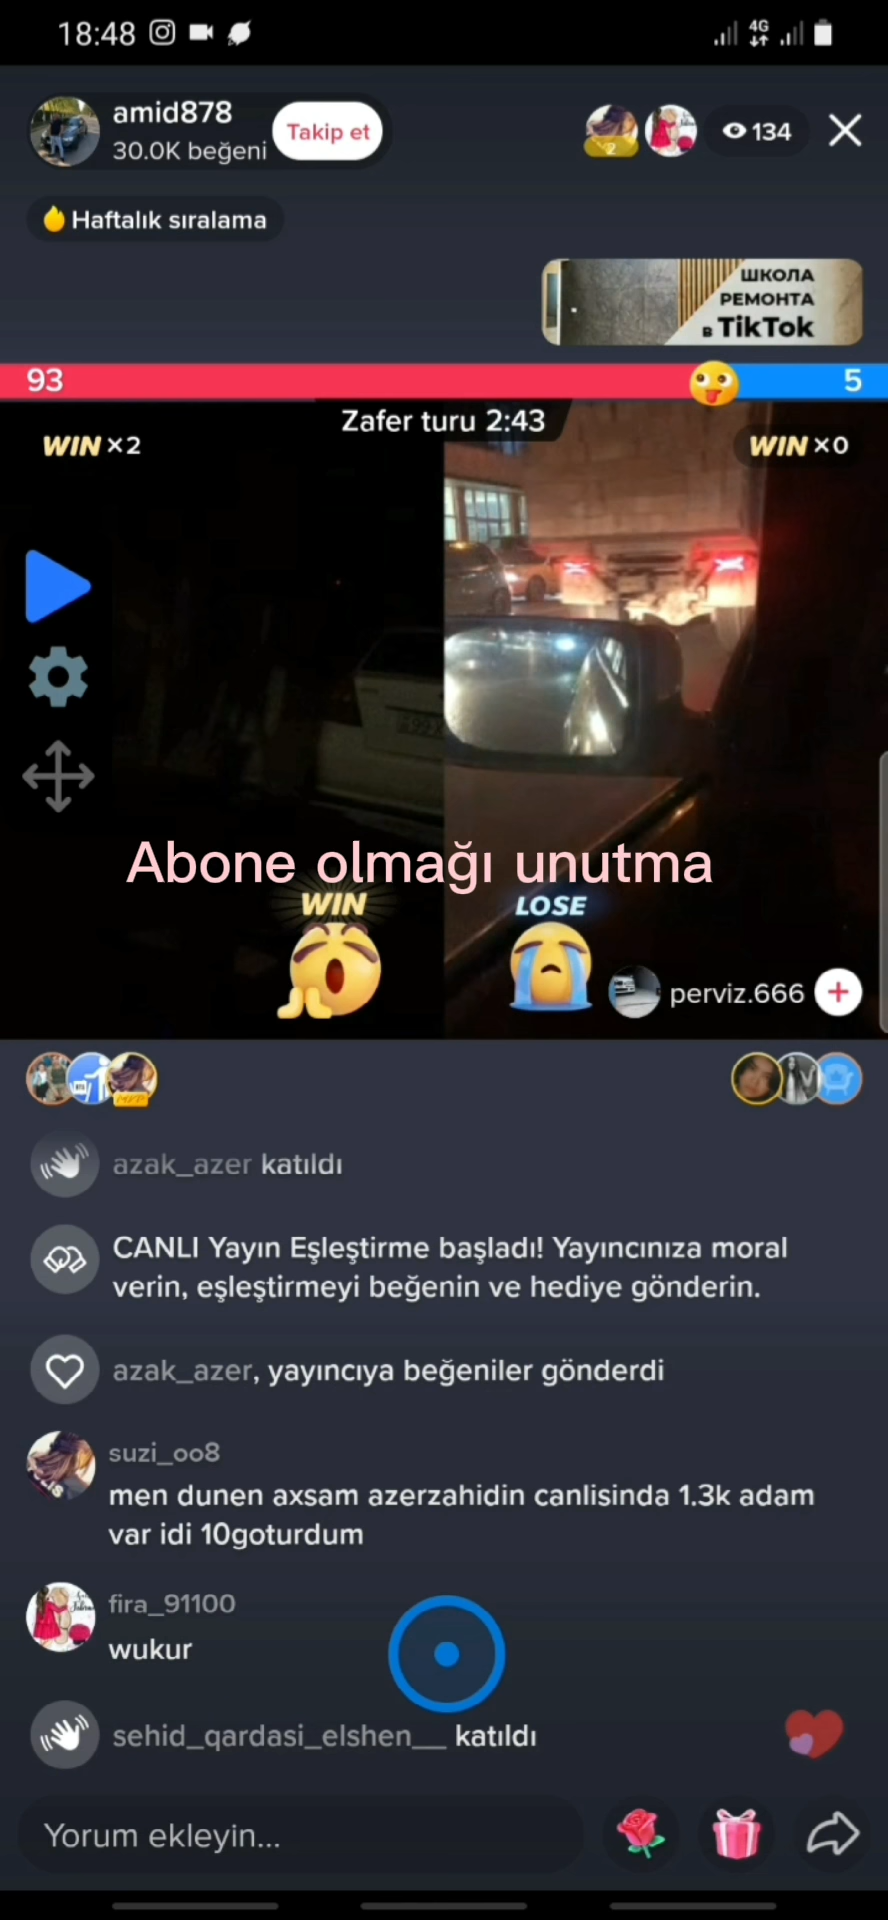 18:48
4G
amid878
30.0K beğeni
Takip et
2
134
Haftalık sıralama
ШКОЛА
РЕМОНТА
в TikTok
93
5
Zafer turu 2:43
WIN ×2
WIN ×0
Abone olmağı unutma
WIN
LOSE
perviz.666
azak_azer katıldı
CANLI Yayın Eşleştirme başladı! Yayıncınıza moral
verin, eşleştirmeyi beğenin ve hediye gönderin.
azak_azer, yayıncıya beğeniler gönderdi
suzi_oo8
men dunen axsam azerzahidin canlisinda 1.3k adam
var idi 10goturdum
fira_91100
wukur
sehid_qardasi_elshen__ katıldı
Yorum ekleyin...